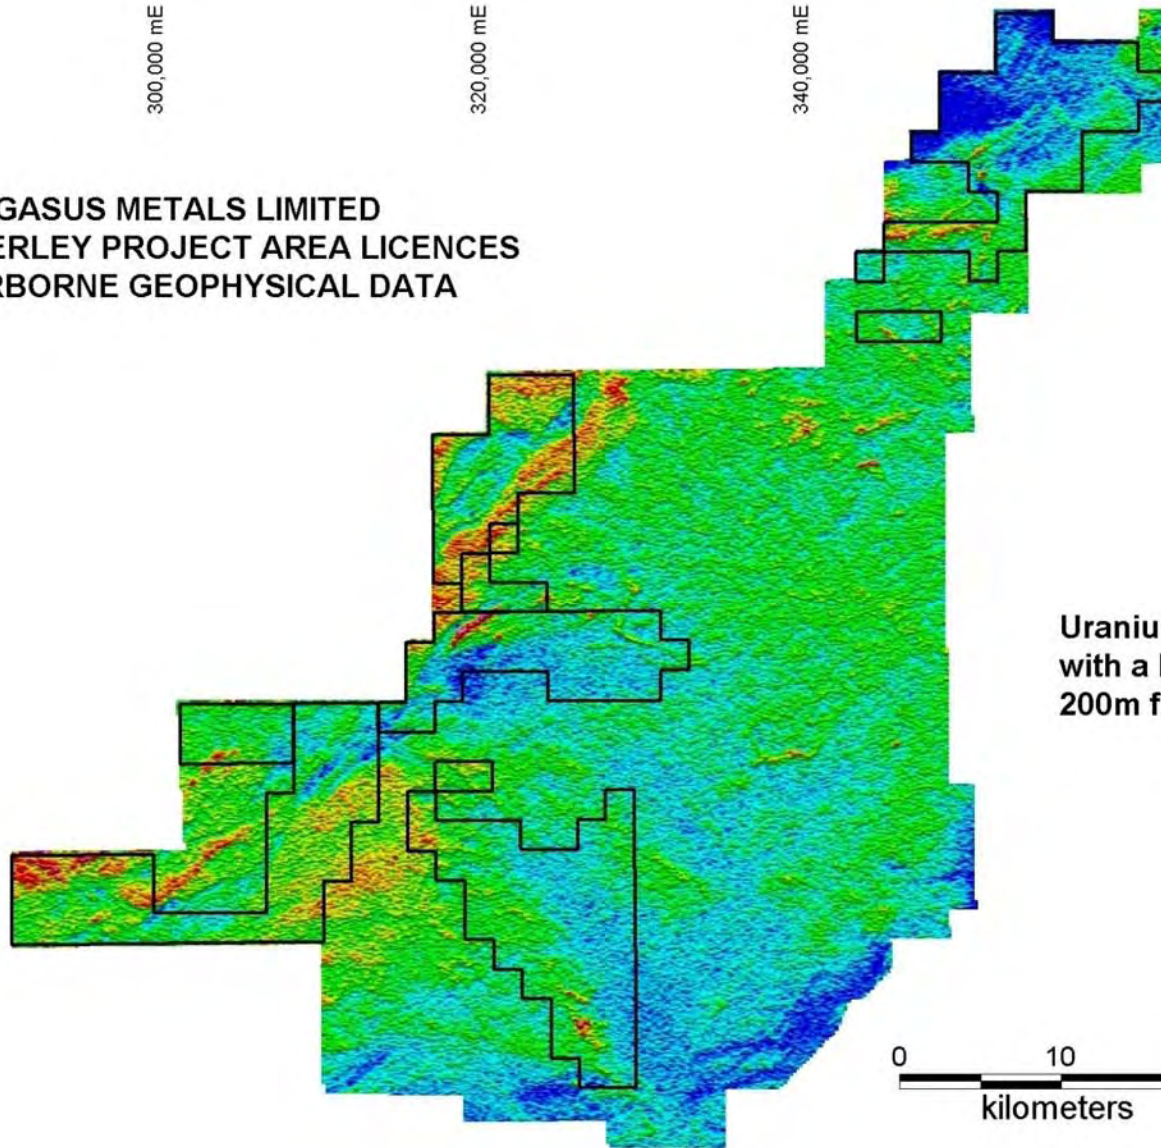 300,000 mE
320,000 mE
340,000 mE
GASUS METALS LIMITED
ERLEY PROJECT AREA LICENCES
RBORNE GEOPHYSICAL DATA
Uraniu
with a
200m f
0 10
kilometers